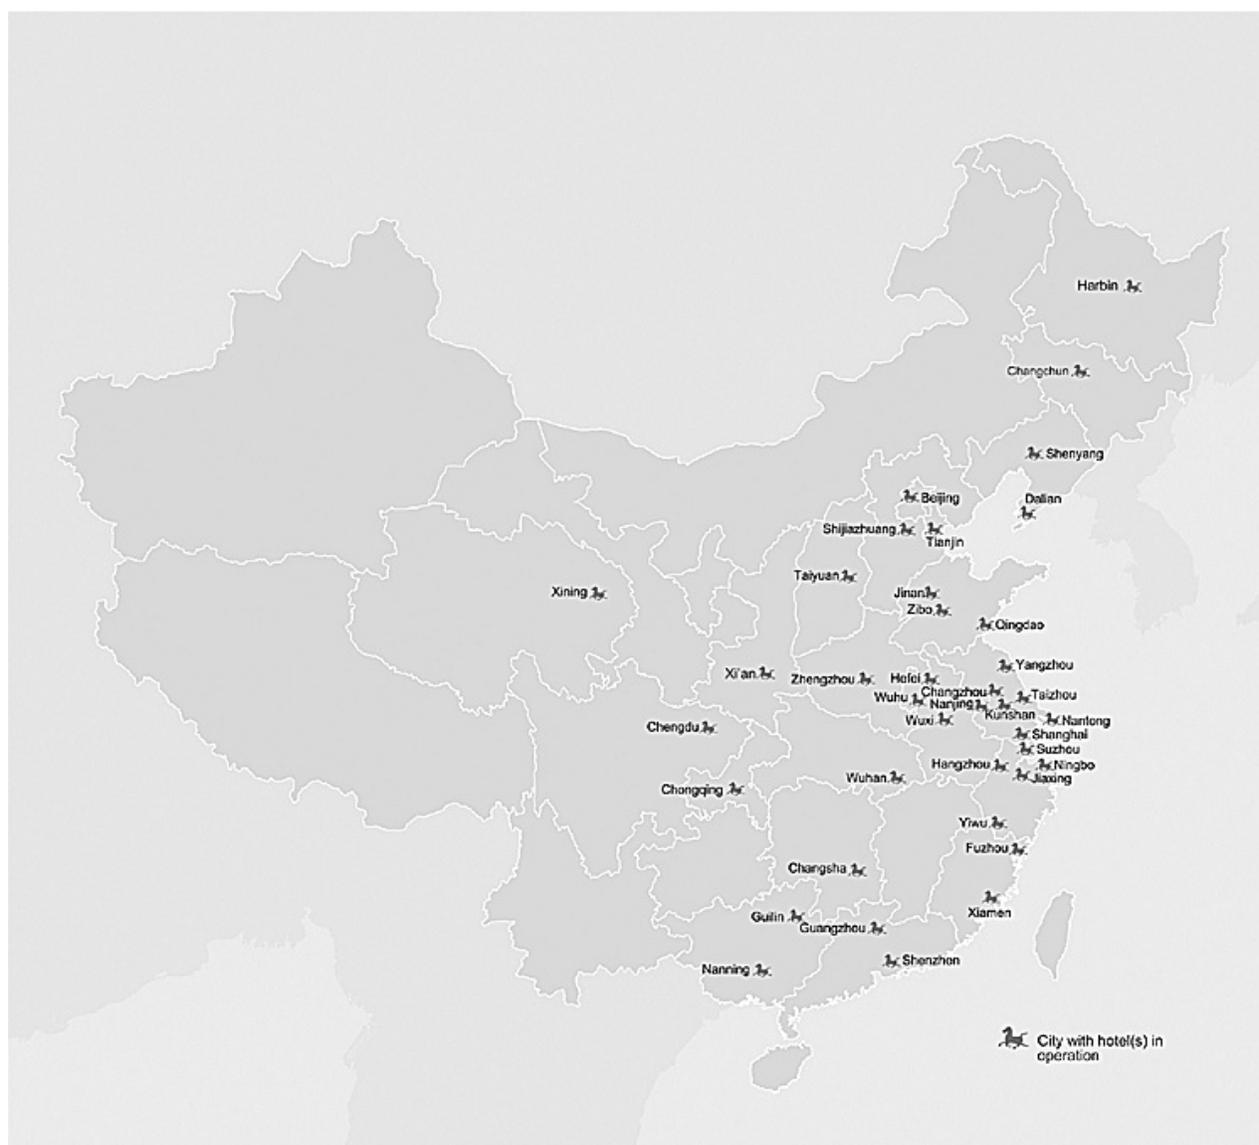 Harbin
Changchun
Shenyang
Beijing
Dalian
Shijiazhuang
Tianjin
Taiyuan
Xining
Jinan
Zibo
Qingdao
Yangzhou
Xi'an
Zhengzhou
Hefei
Changzhou
Taizhou
Wuhu
Nanjing
Kunshan
Wuxi
Nantong
Chengdu
Shanghai
Suzhou
Hangzhou
Ningbo
Wuhan
Jiaxing
Chongqing
Yiwu
Fuzhou
Changsha
Xiamen
Guilin
Guangzhou
Shenzhen
Nanning
City with hotel(s) in
operation